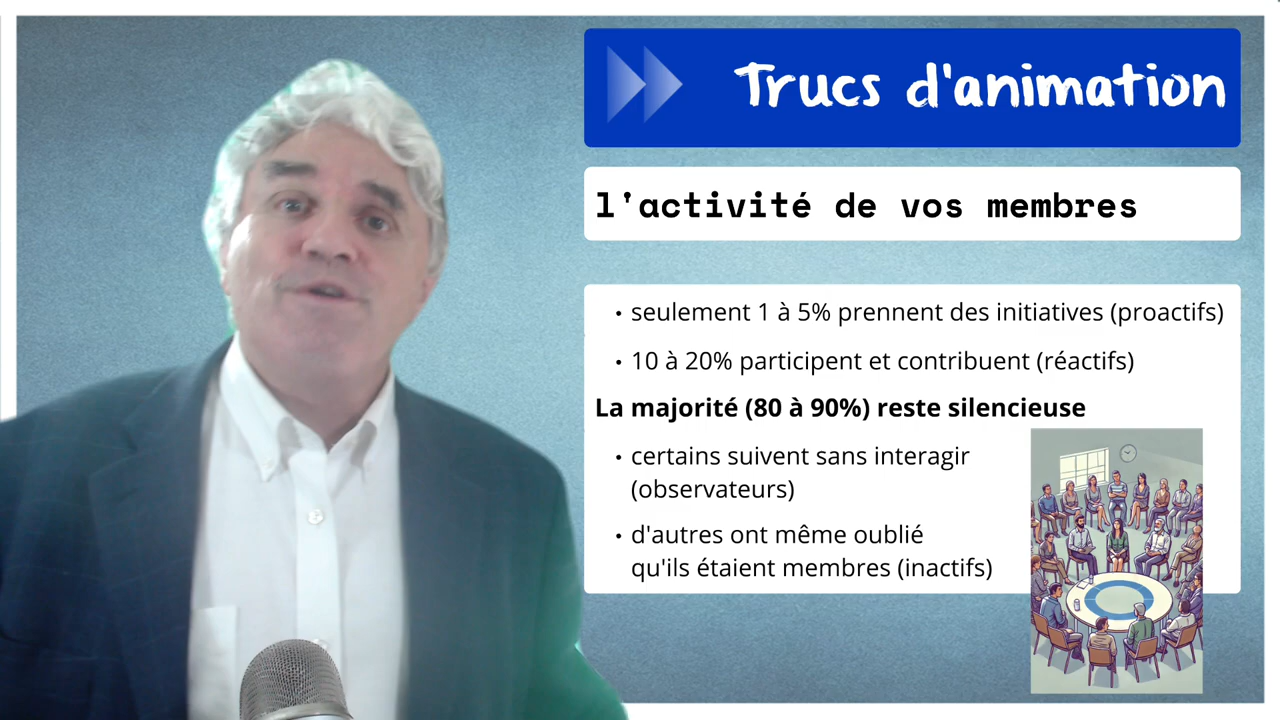 Trucs d'animation
l'activité de vos membres
• seulement 1 à 5% prennent des initiatives (proactifs)
• 10 à 20% participent et contribuent (réactifs)
La majorité (80 à 90%) reste silencieuse
• certains suivent sans interagir
(observateurs)
• d'autres ont même oublié
qu'ils étaient membres (inactifs)